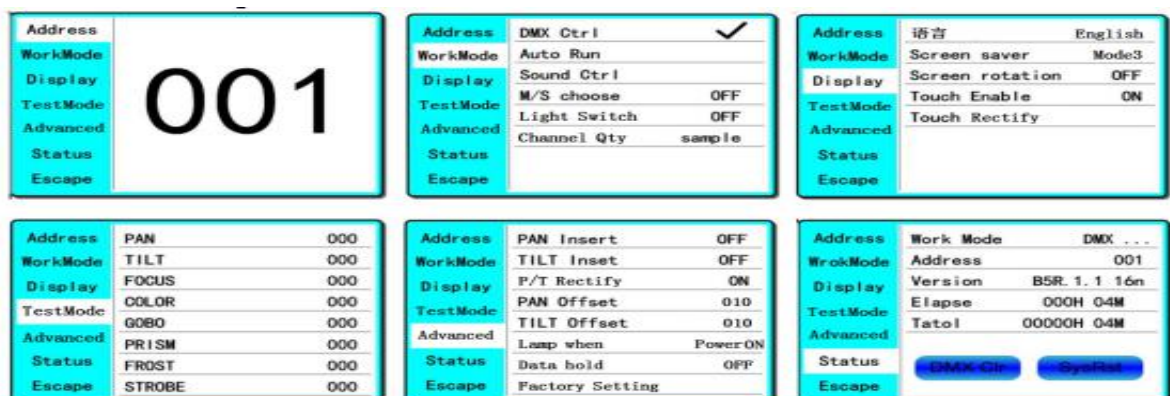 Address
WorkMode
Display
TestMode
Advanced
Status
Escape
001
Address
WorkMode
Display
TestMode
Advanced
Status
Escape
DMX Ctrl
Auto Run
Sound Ctrl
M/S choose OFF
Light Switch OFF
Channel Qty sample
Address
WorkMode
Display
TestMode
Advanced
Status
Escape
语言 English
Screen saver Mode3
Screen rotation OFF
Touch Enable ON
Touch Rectify
Address
WorkMode
Display
TestMode
Advanced
Status
Escape
PAN 000
TILT 000
FOCUS 000
COLOR 000
GOBO 000
PRISM 000
FROST 000
STROBE 000
Address
WorkMode
Display
TestMode
Advanced
Status
Escape
PAN Insert OFF
TILT Inset OFF
P/T Rectify ON
PAN Offset 010
TILT Offset 010
Lamp when PowerON
Data hold OFF
Factory Setting
Address
WrokMode
Display
TestMode
Advanced
Status
Escape
Work Mode DMX ...
Address 001
Version B5R.1.1 16n
Elapse 000H 04M
Tatol 00000H 04M
DMX Clr SysRst